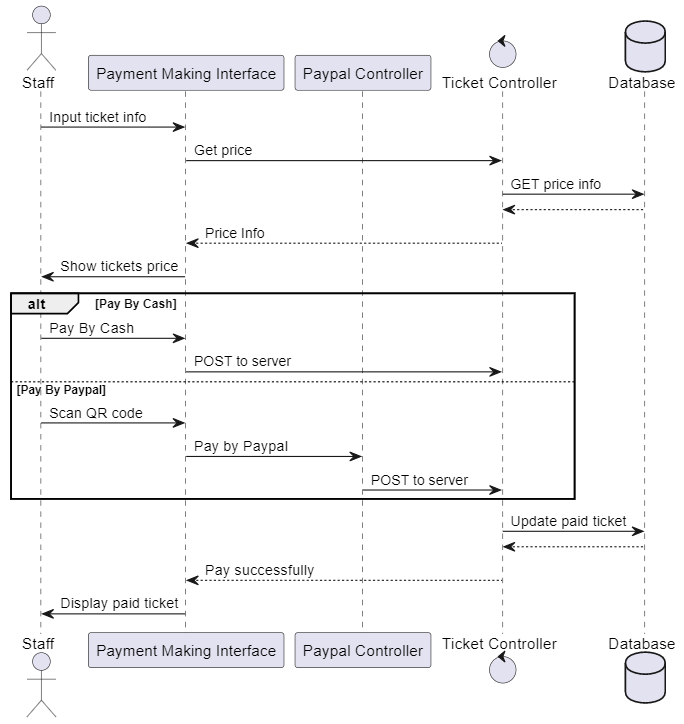 Staff
Payment Making Interface
Paypal Controller
Ticket Controller
Database
Input ticket info
Get price
GET price info
Price Info
Show tickets price
alt [Pay By Cash]
Pay By Cash
POST to server
[Pay By Paypal]
Scan QR code
Pay by Paypal
POST to server
Update paid ticket
Pay successfully
Display paid ticket
Staff
Payment Making Interface
Paypal Controller
Ticket Controller
Database